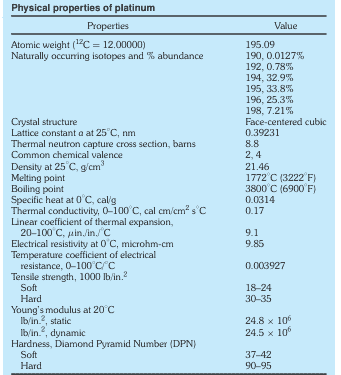 Physical properties of platinum
Properties Value
Atomic weight (¹²C = 12.00000) 195.09
Naturally occurring isotopes and % abundance 190, 0.0127%
192, 0.78%
194, 32.9%
195, 33.8%
196, 25.3%
198, 7.21%
Crystal structure Face-centered cubic
Lattice constant a at 25°C, nm 0.39231
Thermal neutron capture cross section, barns 8.8
Common chemical valence 2, 4
Density at 25°C, g/cm³ 21.46
Melting point 1772°C (3222°F)
Boiling point 3800°C (6900°F)
Specific heat at 0°C, cal/g 0.0314
Thermal conductivity, 0–100°C, cal cm/cm² s°C 0.17
Linear coefficient of thermal expansion,
20–100°C, μin./in./°C 9.1
Electrical resistivity at 0°C, microhm-cm 9.85
Temperature coefficient of electrical
resistance, 0–100°C/°C 0.003927
Tensile strength, 1000 lb/in.²
Soft 18–24
Hard 30–35
Young's modulus at 20°C
lb/in.², static 24.8 × 10⁶
lb/in.², dynamic 24.5 × 10⁶
Hardness, Diamond Pyramid Number (DPN)
Soft 37–42
Hard 90–95